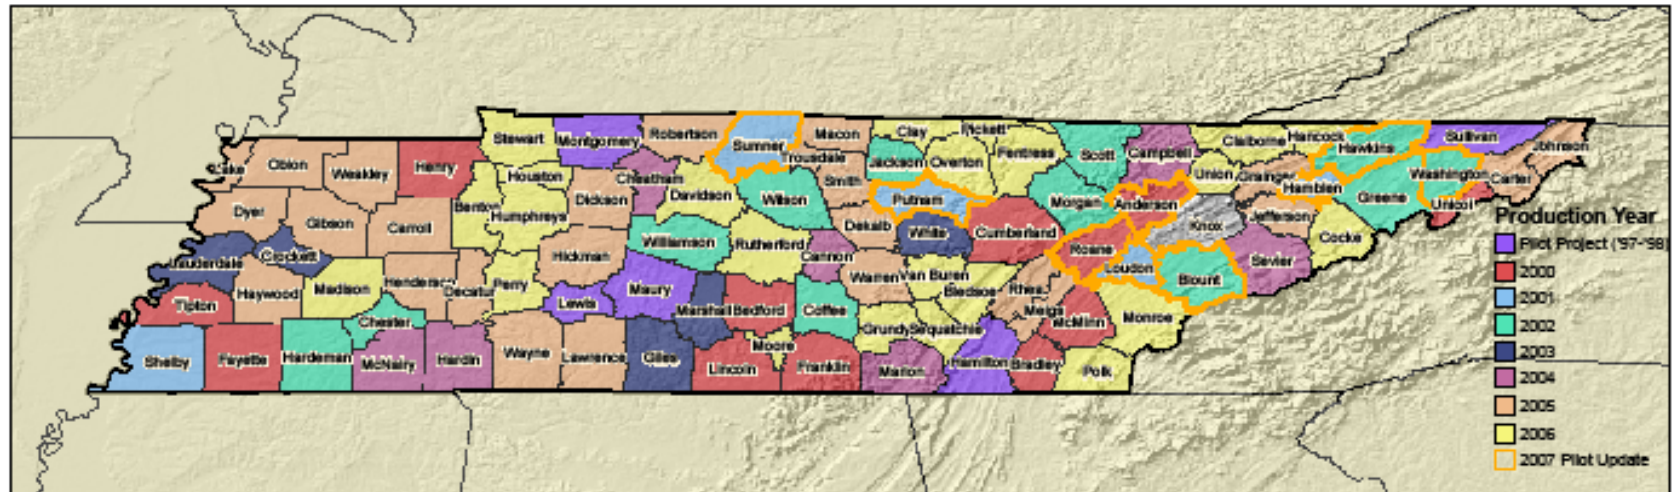 Stewart
Montgomery
Robertson
Sumner
Macon
Clay
Pickett
Scott
Campbell
Claiborne
Hancock
Hawkins
Sullivan
Johnson
Lake
Obion
Weakley
Henry
Houston
Cheatham
Davidson
Trousdale
Smith
Jackson
Overton
Fentress
Union
Grainger
Hamblen
Washington
Carter
Dyer
Gibson
Carroll
Benton
Humphreys
Dickson
Wilson
Putnam
Morgan
Anderson
Knox
Jefferson
Greene
Unicoi
Lauderdale
Crockett
Williamson
Rutherford
Cannon
Dekalb
White
Cumberland
Roane
Loudon
Blount
Sevier
Cocke
Tipton
Haywood
Madison
Henderson
Decatur
Perry
Hickman
Lewis
Maury
Marshall
Bedford
Coffee
Warren
Van Buren
Bledsoe
Rhea
Meigs
McMinn
Monroe
Shelby
Fayette
Hardeman
Chester
McNairy
Hardin
Wayne
Lawrence
Giles
Lincoln
Moore
Franklin
Grundy
Sequatchie
Marion
Hamilton
Bradley
Polk
Production Year
Pilot Project ('97-'98)
2000
2001
2002
2003
2004
2005
2006
2007 Pilot Update